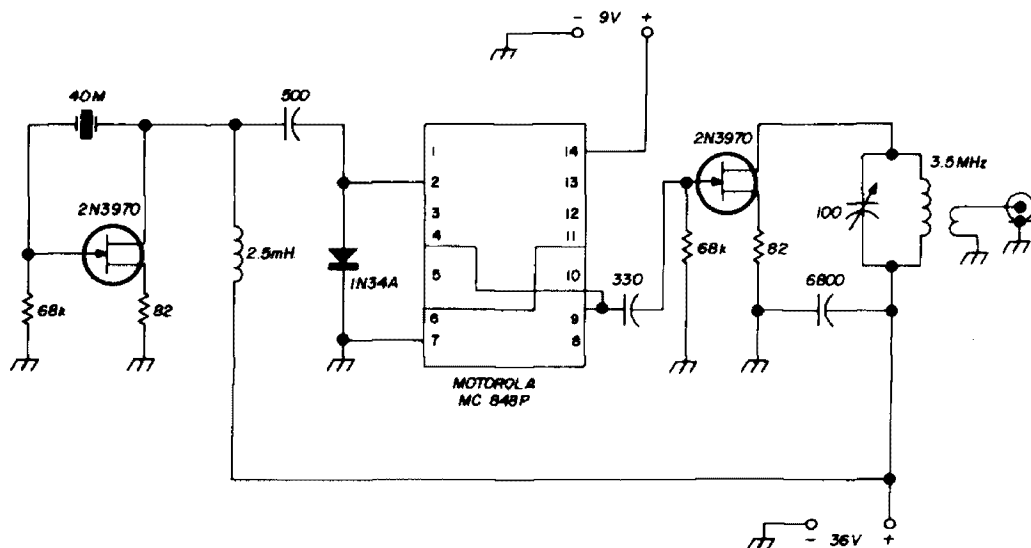 - 9V +
40M
500
2N3970
68k
82
2.5mH
1N34A
1
2
3
4
5
6
7
14
13
12
11
10
9
8
MOTOROLA
MC 848P
330
2N3970
68k
82
6800
100
3.5MHz
- 36V +